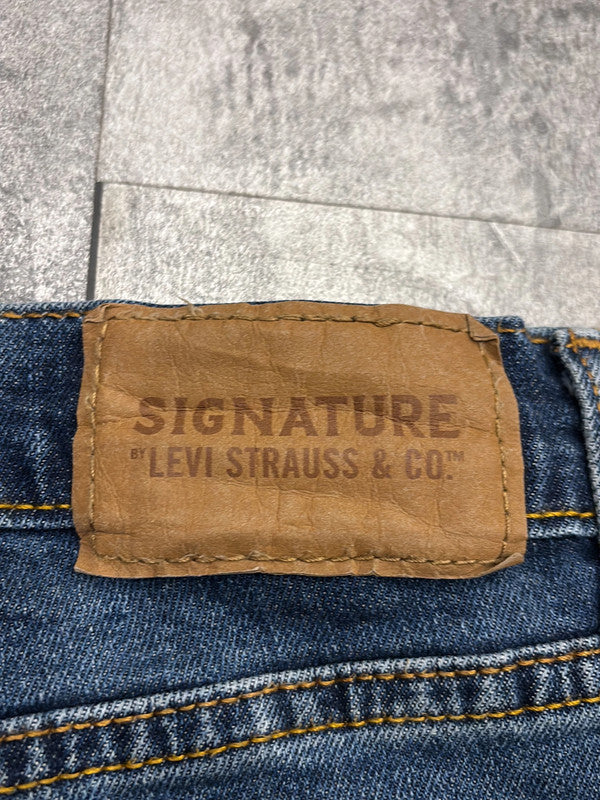 SIGNATURE
BY LEVI STRAUSS & CO.™